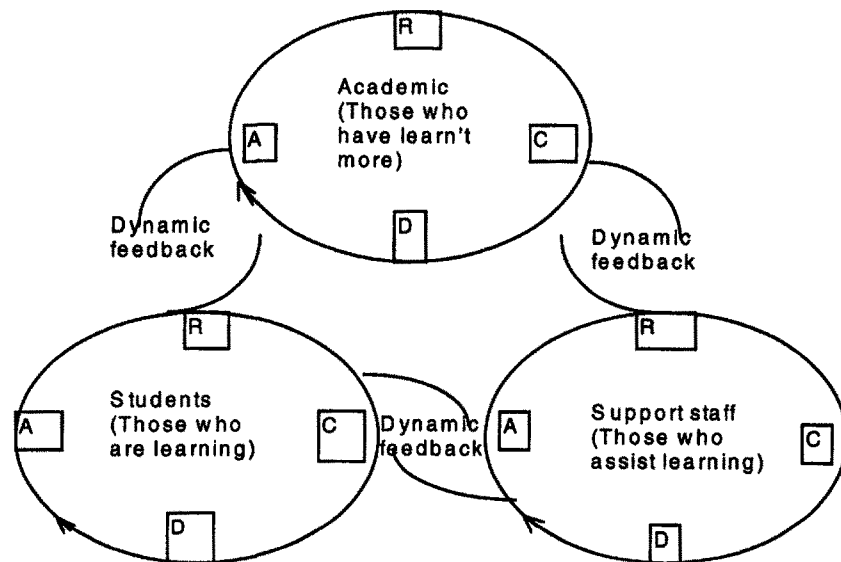 R
Academic
(Those who
have learn't
more)
A
C
D
Dynamic
feedback
Dynamic
feedback
R
Students
(Those who
are learning)
A
C
D
Dynamic
feedback
R
Support staff
(Those who
assist learning)
A
C
D